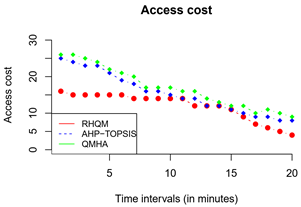 Access cost
Access cost
30
20
10
5
0
RHQM
AHP−TOPSIS
QMHA
5
10
15
20
Time intervals (in minutes)